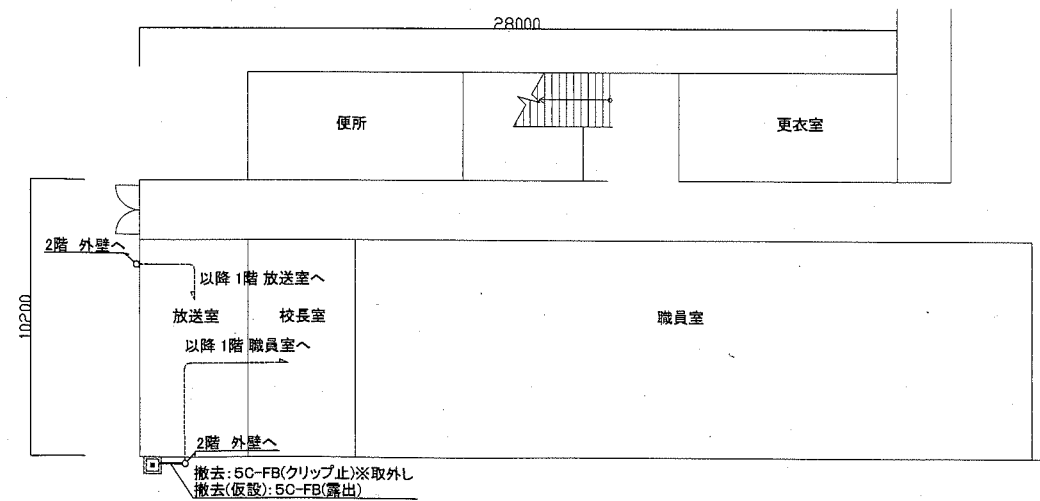 28000
便所
更衣室
2階 外壁へ
以降 1階 放送室へ
10200
放送室
校長室
職員室
以降 1階 職員室へ
2階 外壁へ
撤去:5C-FB(クリップ止)※取外し
撤去(仮設):5C-FB(露出)